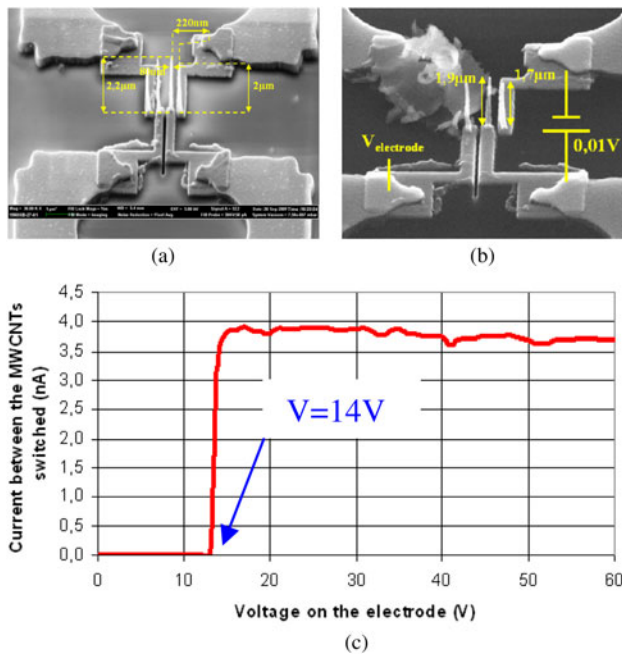 220nm
2,2µm
2µm
(a)
1,9µm
1,7µm
V electrode
0,01V
(b)
4,5
4,0
3,5
3,0
2,5
2,0
1,5
1,0
0,5
0,0
Current between the MWCNTs
switched (nA)
V=14V
0 10 20 30 40 50 60
Voltage on the electrode (V)
(c)